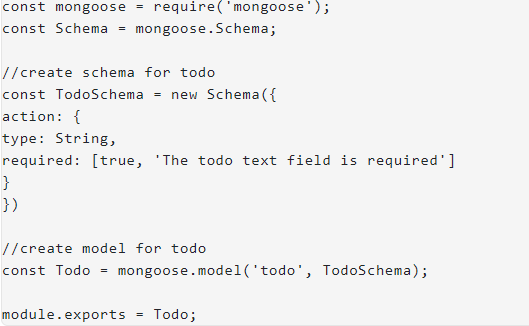 const mongoose = require('mongoose');
const Schema = mongoose.Schema;

//create schema for todo
const TodoSchema = new Schema({
action: {
type: String,
required: [true, 'The todo text field is required']
}
})

//create model for todo
const Todo = mongoose.model('todo', TodoSchema);

module.exports = Todo;